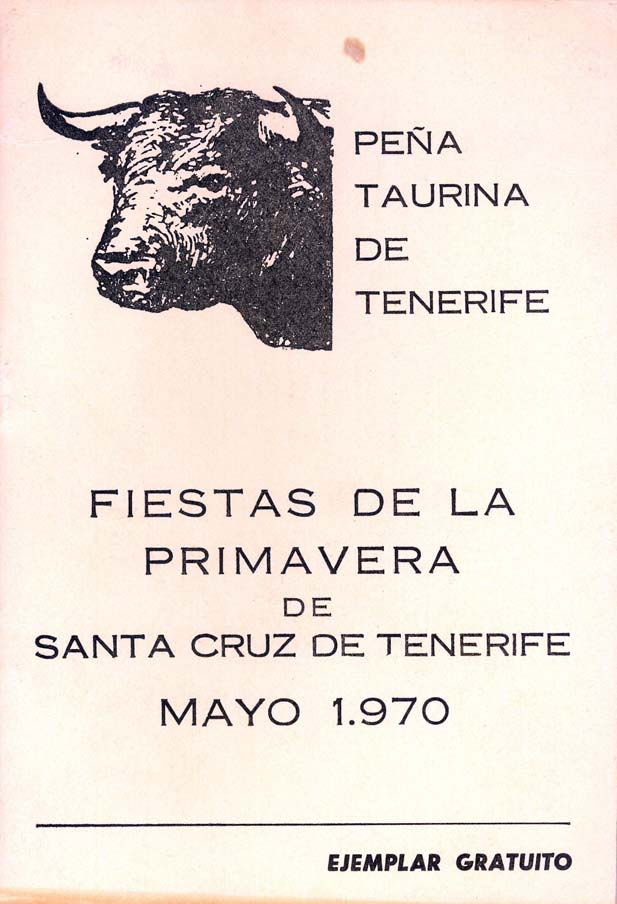 PEÑA
TAURINA
DE
TENERIFE
FIESTAS DE LA
PRIMAVERA
DE
SANTA CRUZ DE TENERIFE
MAYO 1.970
EJEMPLAR GRATUITO